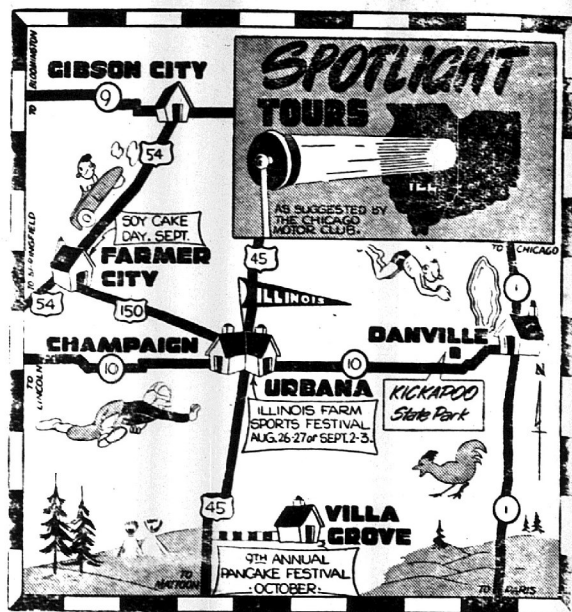 SPOTLIGHT
TOURS
ILL.
AS SUGGESTED BY
THE CHICAGO
MOTOR CLUB.
TO BLOOMINGTON
GIBSON CITY
9
54
SOY CAKE
DAY. SEPT.
TO SPRINGFIELD
FARMER
CITY
54
150
45
ILLINOIS
TO
CHICAGO
1
DANVILLE
CHAMPAIGN
10
10
TO
LINCOLN
URBANA
KICKAPOO
State Park
ILLINOIS FARM
SPORTS FESTIVAL
AUG. 26-27 or SEPT. 2-3.
N
45
VILLA
GROVE
1
9TH ANNUAL
PANCAKE FESTIVAL
OCTOBER
TO
MATTOON
TO PARIS